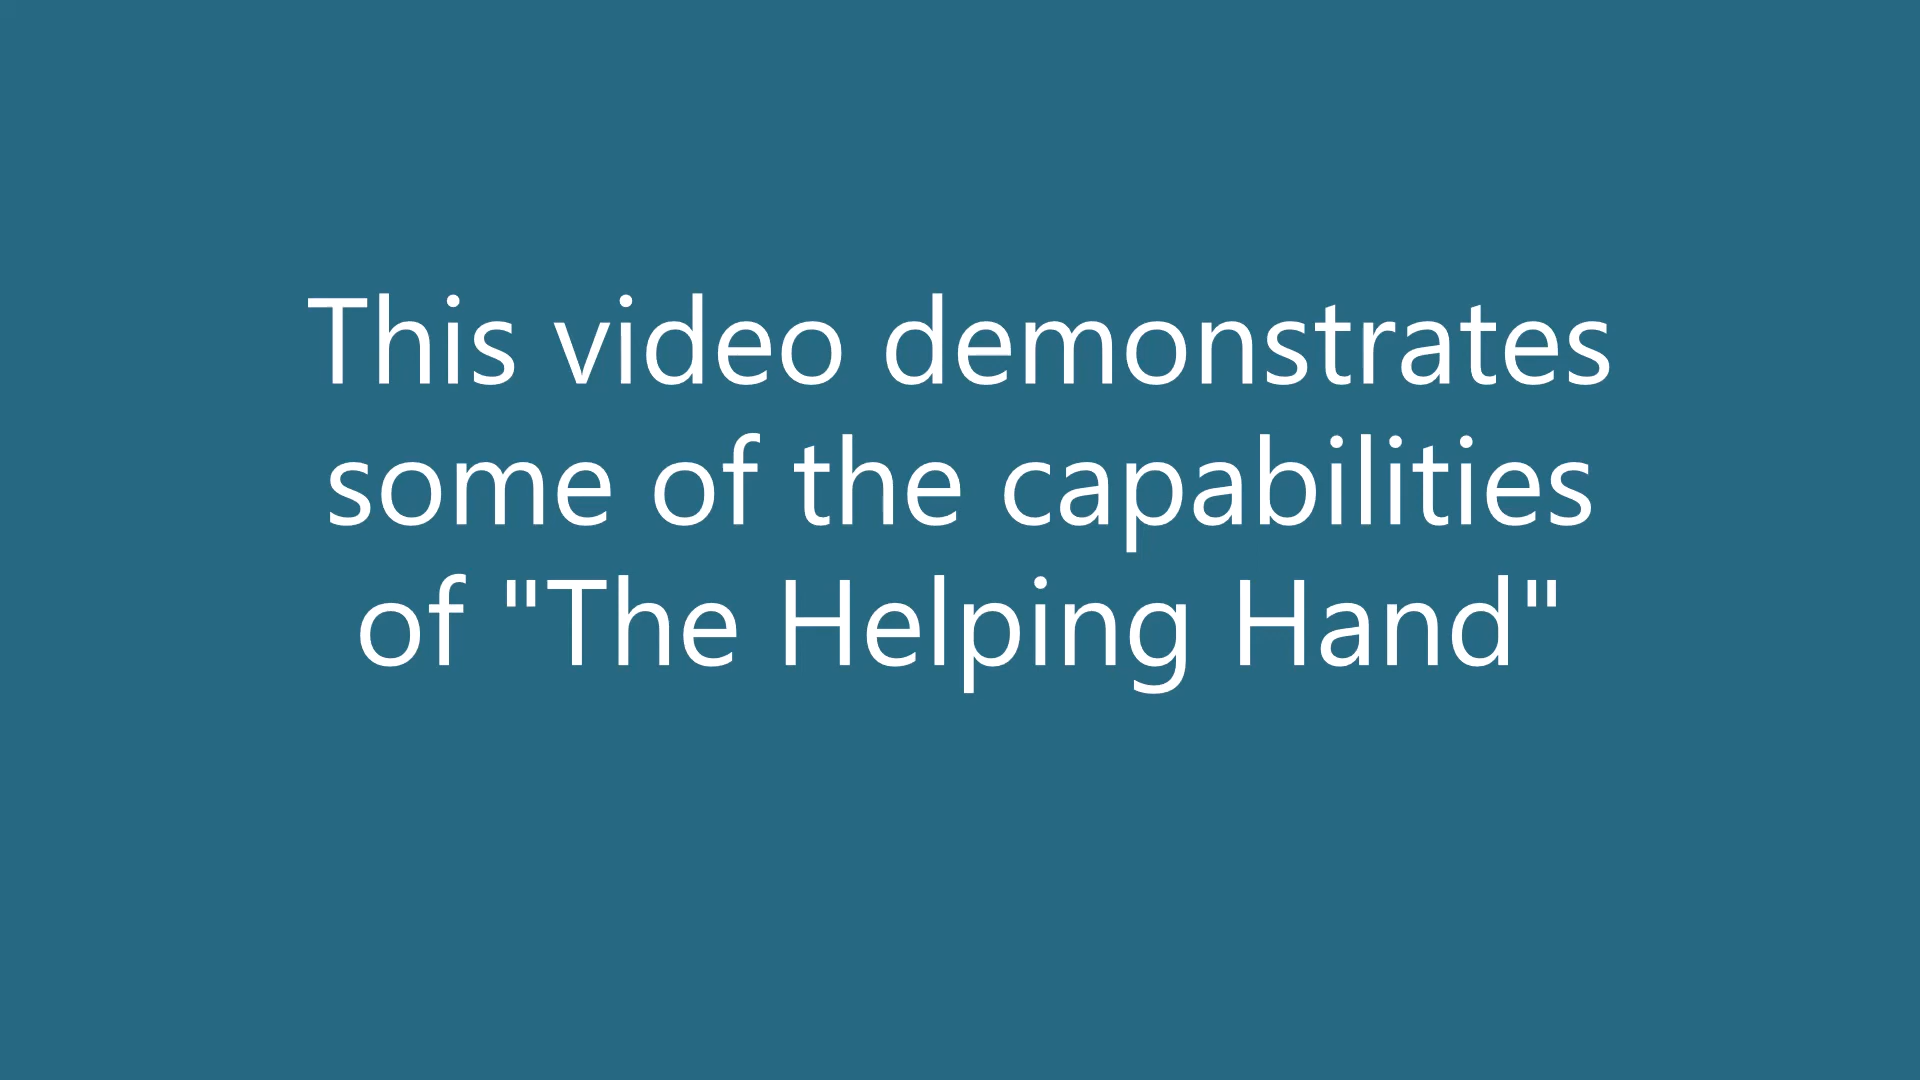 This video demonstrates
some of the capabilities
of "The Helping Hand"